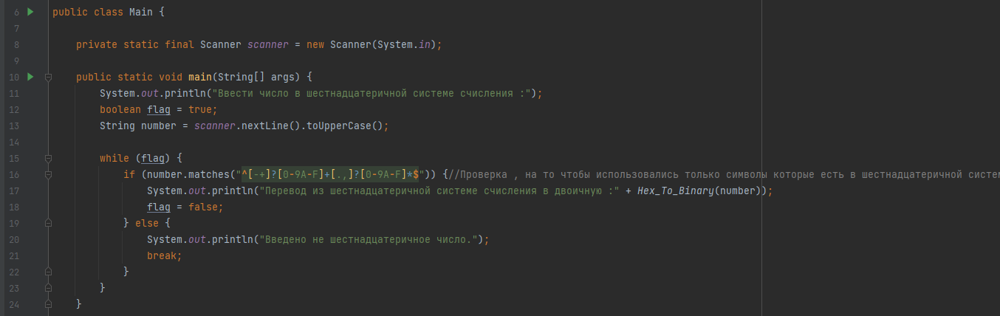 6 public class Main {
7
8 private static final Scanner scanner = new Scanner(System.in);
9
10 public static void main(String[] args) {
11 System.out.println("Ввести число в шестнадцатеричной системе счисления :");
12 boolean flag = true;
13 String number = scanner.nextLine().toUpperCase();
14
15 while (flag) {
16 if (number.matches("^[-+]?[0-9A-F]+[.,]?[0-9A-F]*$")) {//Проверка , на то чтобы использовались только символы которые есть в шестнадцатеричной систем
17 System.out.println("Перевод из шестнадцатеричной системе счисления в двоичную :" + Hex_To_Binary(number));
18 flag = false;
19 } else {
20 System.out.println("Введено не шестнадцатеричное число.");
21 break;
22 }
23 }
24 }